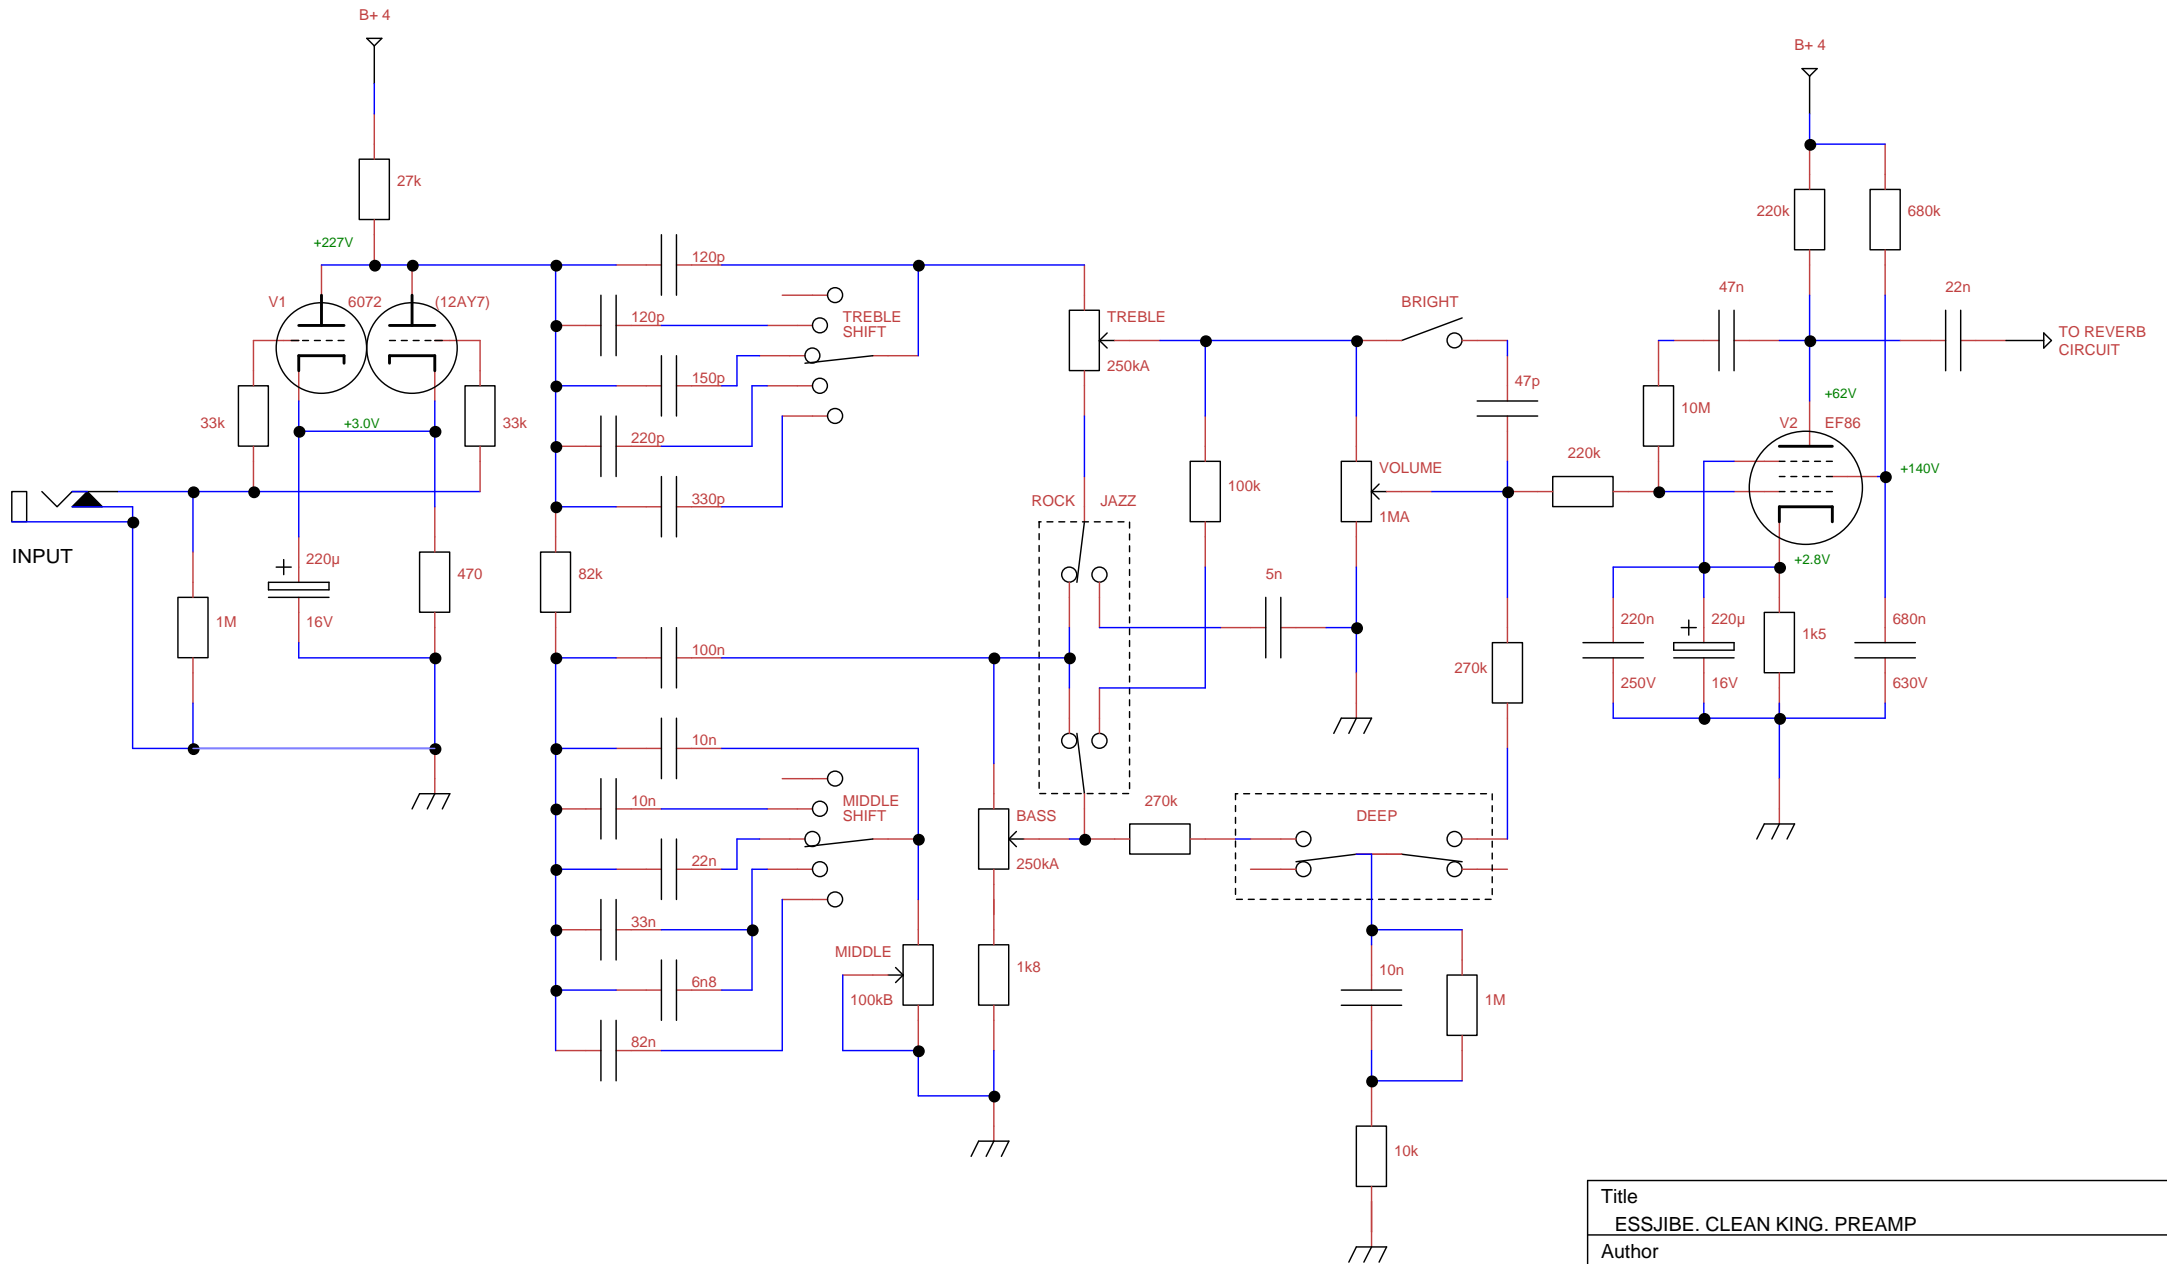 B+ 4
B+ 4
27k
220k
680k
+227V
V1
6072
(12AY7)
120p
120p
TREBLE
SHIFT
150p
220p
330p
33k
+3.0V
33k
TREBLE
250kA
BRIGHT
47p
47n
22n
TO REVERB
CIRCUIT
10M
+62V
V2
EF86
220k
+140V
VOLUME
1MA
100k
ROCK
JAZZ
INPUT
220µ
16V
470
1M
82k
5n
+2.8V
220n
250V
220µ
16V
1k5
680n
630V
100n
270k
10n
10n
MIDDLE
SHIFT
22n
33n
6n8
82n
BASS
250kA
270k
DEEP
MIDDLE
100kB
1k8
10n
1M
10k
Title
ESSJIBE. CLEAN KING. PREAMP
Author